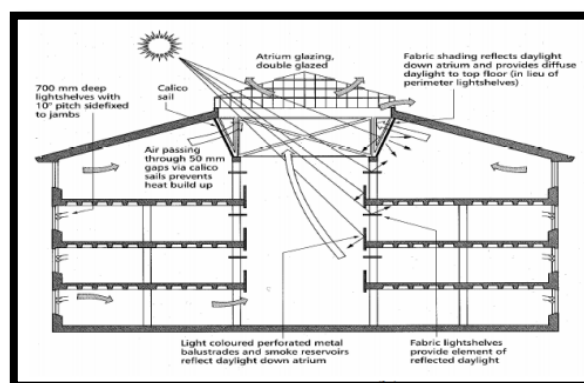 Atrium glazing,
double glazed
Fabric shading reflects daylight
down atrium and provides diffuse
daylight to top floor (in lieu of
perimeter lightshelves)
700 mm deep
lightshelves with
10° pitch sidefixed
to jambs
Calico
sail
Air passing
through 50 mm
gaps via calico
sails prevents
heat build up
Light coloured perforated metal
balustrades and smoke reservoirs
reflect daylight down atrium
Fabric lightshelves
provide element of
reflected daylight